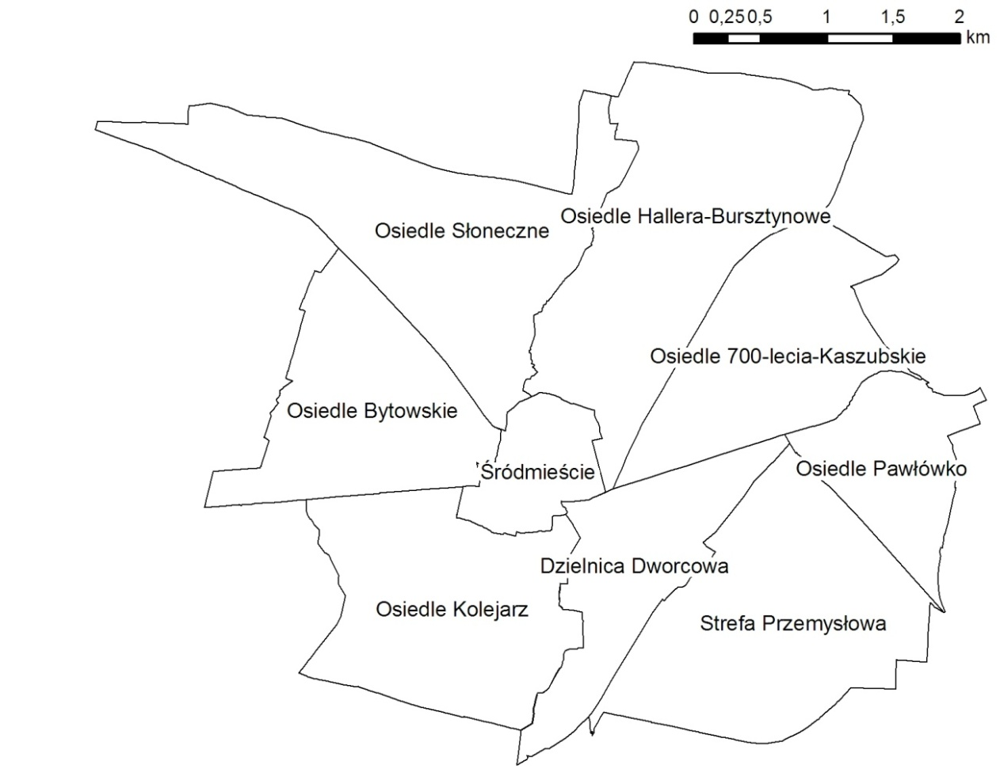 0 0,25 0,5 1 1,5 2
km
Osiedle Hallera-Bursztynowe
Osiedle Słoneczne
Osiedle 700-lecia-Kaszubskie
Osiedle Bytowskie
Osiedle Pawłówko
Śródmieście
Dzielnica Dworcowa
Osiedle Kolejarz
Strefa Przemysłowa